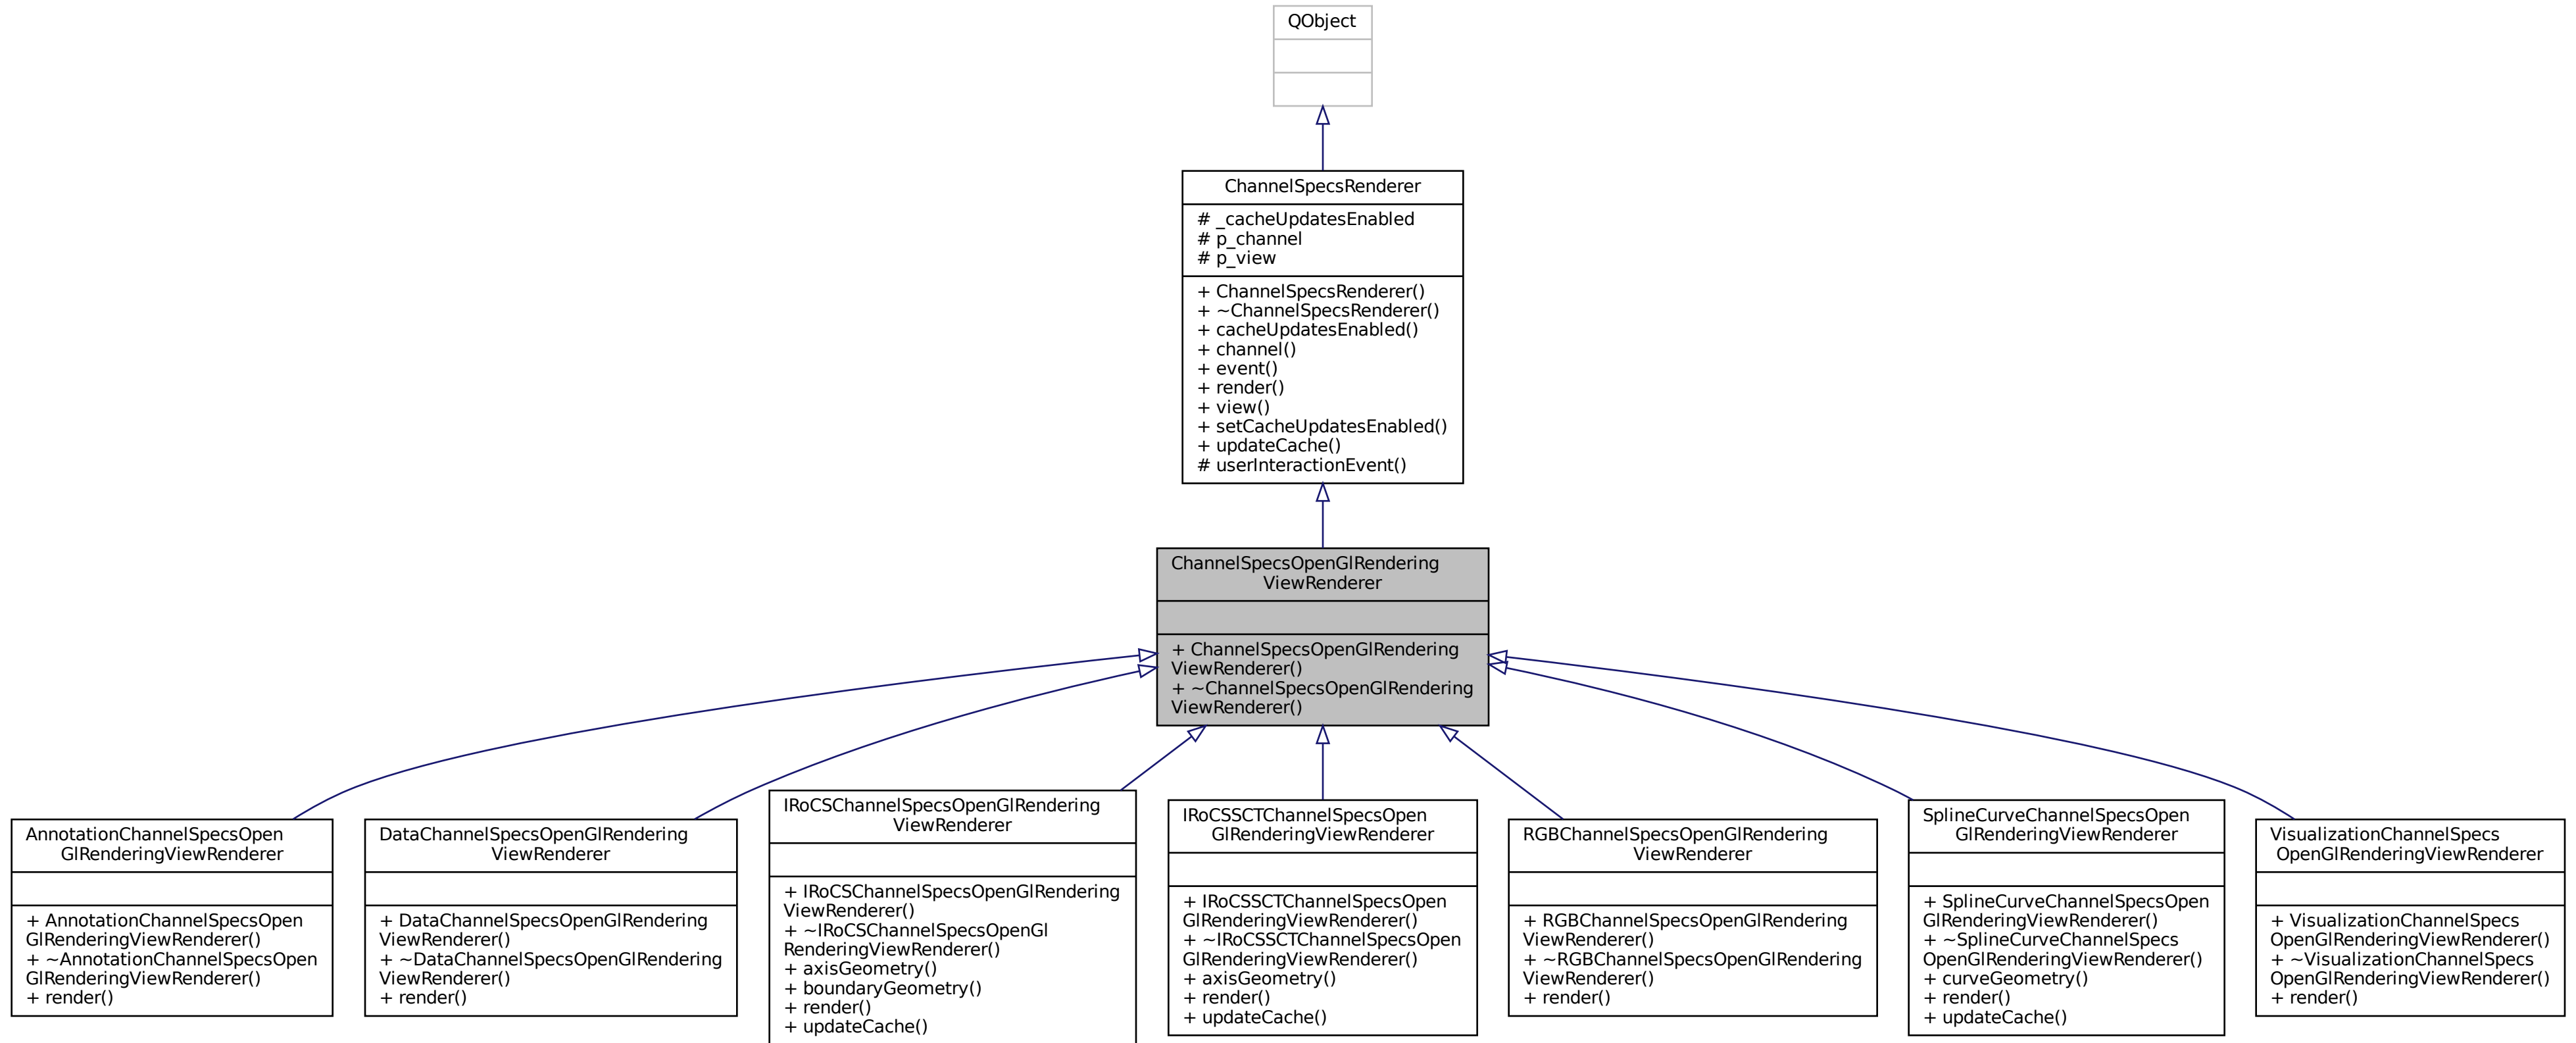 QObject
ChannelSpecsRenderer
# _cacheUpdatesEnabled
# p_channel
# p_view
+ ChannelSpecsRenderer()
+ ~ChannelSpecsRenderer()
+ cacheUpdatesEnabled()
+ channel()
+ event()
+ render()
+ view()
+ setCacheUpdatesEnabled()
+ updateCache()
# userInteractionEvent()
ChannelSpecsOpenGlRendering
ViewRenderer
+ ChannelSpecsOpenGlRendering
ViewRenderer()
+ ~ChannelSpecsOpenGlRendering
ViewRenderer()
AnnotationChannelSpecsOpen
GlRenderingViewRenderer
+ AnnotationChannelSpecsOpen
GlRenderingViewRenderer()
+ ~AnnotationChannelSpecsOpen
GlRenderingViewRenderer()
+ render()
DataChannelSpecsOpenGlRendering
ViewRenderer
+ DataChannelSpecsOpenGlRendering
ViewRenderer()
+ ~DataChannelSpecsOpenGlRendering
ViewRenderer()
+ render()
IRoCSChannelSpecsOpenGlRendering
ViewRenderer
+ IRoCSChannelSpecsOpenGlRendering
ViewRenderer()
+ ~IRoCSChannelSpecsOpenGl
RenderingViewRenderer()
+ axisGeometry()
+ boundaryGeometry()
+ render()
+ updateCache()
IRoCSSCTChannelSpecsOpen
GlRenderingViewRenderer
+ IRoCSSCTChannelSpecsOpen
GlRenderingViewRenderer()
+ ~IRoCSSCTChannelSpecsOpen
GlRenderingViewRenderer()
+ axisGeometry()
+ render()
+ updateCache()
RGBChannelSpecsOpenGlRendering
ViewRenderer
+ RGBChannelSpecsOpenGlRendering
ViewRenderer()
+ ~RGBChannelSpecsOpenGlRendering
ViewRenderer()
+ render()
SplineCurveChannelSpecsOpen
GlRenderingViewRenderer
+ SplineCurveChannelSpecsOpen
GlRenderingViewRenderer()
+ ~SplineCurveChannelSpecs
OpenGlRenderingViewRenderer()
+ curveGeometry()
+ render()
+ updateCache()
VisualizationChannelSpecs
OpenGlRenderingViewRenderer
+ VisualizationChannelSpecs
OpenGlRenderingViewRenderer()
+ ~VisualizationChannelSpecs
OpenGlRenderingViewRenderer()
+ render()